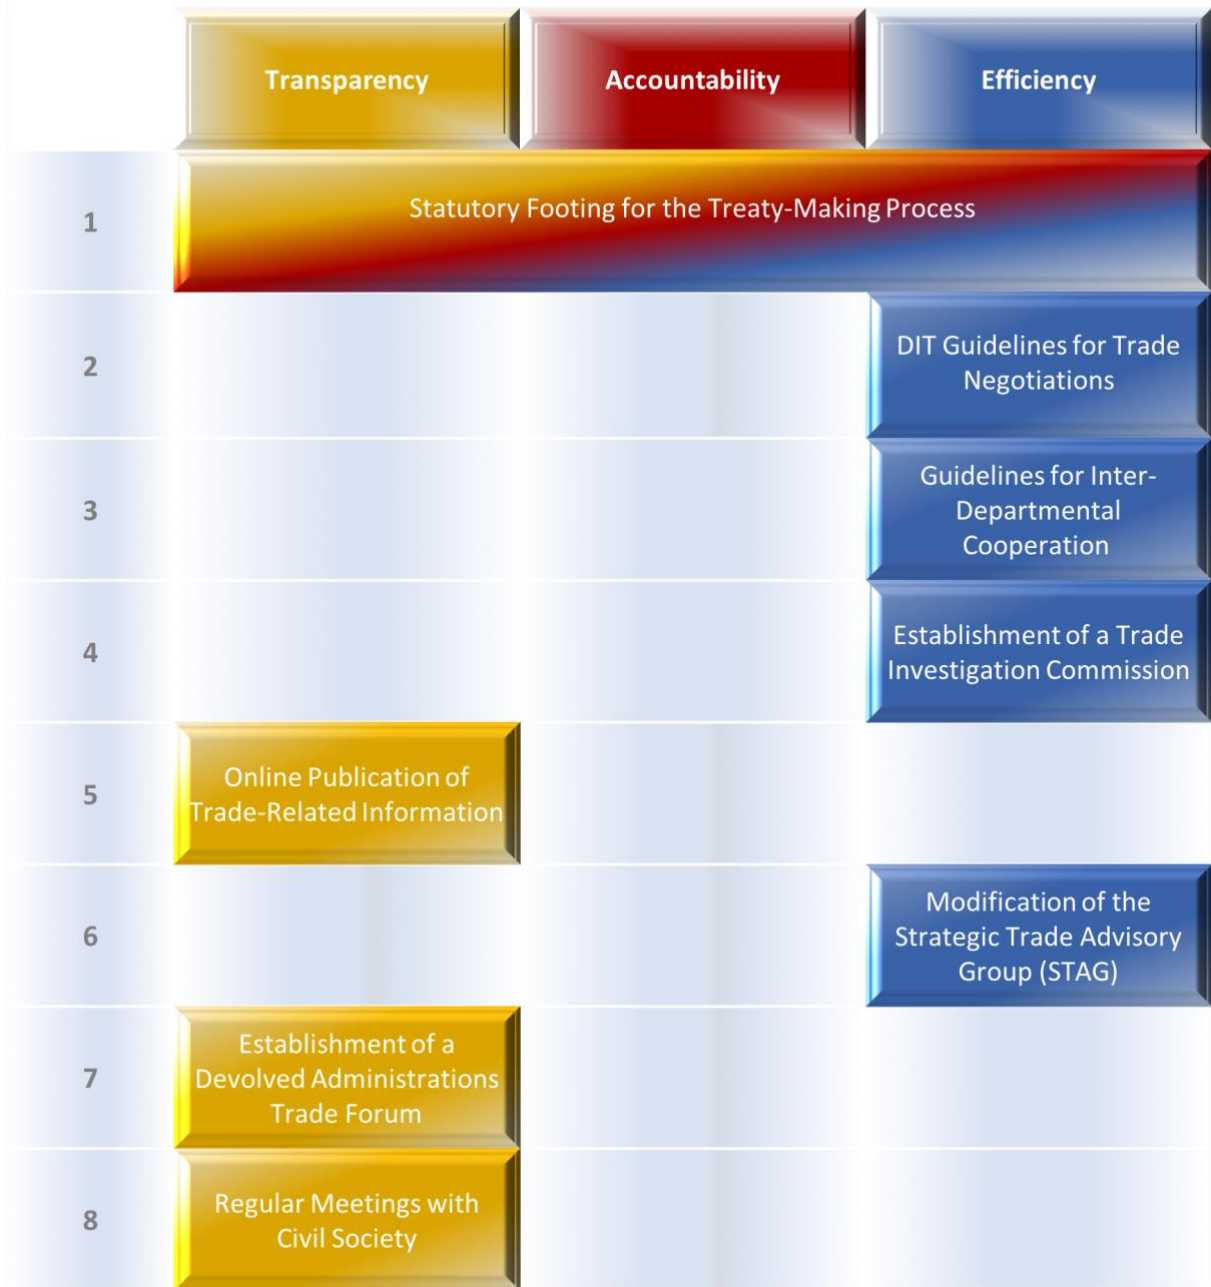 Transparency
Accountability
Efficiency
1
Statutory Footing for the Treaty-Making Process
2
DIT Guidelines for Trade
Negotiations
3
Guidelines for Inter-
Departmental
Cooperation
4
Establishment of a Trade
Investigation Commission
5
Online Publication of
Trade-Related Information
6
Modification of the
Strategic Trade Advisory
Group (STAG)
7
Establishment of a
Devolved Administrations
Trade Forum
8
Regular Meetings with
Civil Society